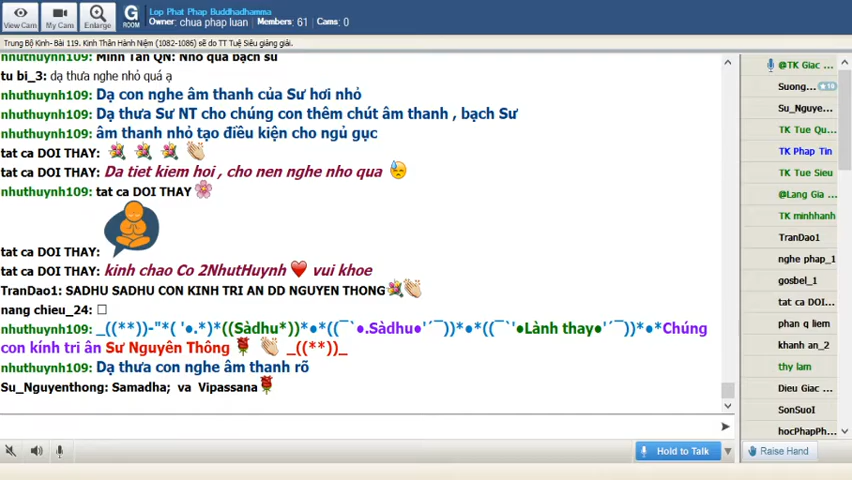 Lop Phat Phap Buddhadhamma
Owner: chua phap luan Members: 61 Cams: 0
View Cam
My Cam
Enlarge
G
ROOM
Trung Bộ Kinh- Bài 119. Kinh Thân Hành Niệm (1082-1086) sẽ do TT Tuệ Siêu giảng giải.
nhuthuynh109: Minh Tan QN: Nhỏ quá bạch sư
tu bi_3: dạ thưa nghe nhỏ quá ạ
nhuthuynh109: Dạ con nghe âm thanh của Sư hơi nhỏ
nhuthuynh109: Dạ thưa Sư NT cho chúng con thêm chút âm thanh , bạch Sư
nhuthuynh109: âm thanh nhỏ tạo điều kiện cho ngủ gục
tat ca DOI THAY:
tat ca DOI THAY: Da tiet kiem hoi , cho nen nghe nho qua
nhuthuynh109: tat ca DOI THAY
tat ca DOI THAY:
tat ca DOI THAY: kinh chao Co 2NhutHuynh vui khoe
TranDao1: SADHU SADHU CON KINH TRI AN DD NGUYEN THONG
nang chieu_24:
nhuthuynh109: _((**))-"*( '●.*)*((Sàdhu*))*●*((¯`●.Sàdhu●'´¯))*●*((¯`'●Lành thay●'´¯))*●*Chúng
con kính tri ân Sư Nguyên Thông _((**))_
nhuthuynh109: Dạ thưa con nghe âm thanh rõ
Su_Nguyenthong: Samadha; va Vipassana
Hold to Talk
@TK Giac ...
Suong...
10
Su_Nguye...
TK Tue Qu...
TK Phap Tin
TK Tue Sieu
@Lang Gia ...
TK minhhanh
TranDao1
nghe phap_1
gosbel_1
tat ca DOI...
phan q liem
khanh an_2
thy lam
Dieu Giac ...
SonSuoI
hocPhapPh...
Raise Hand